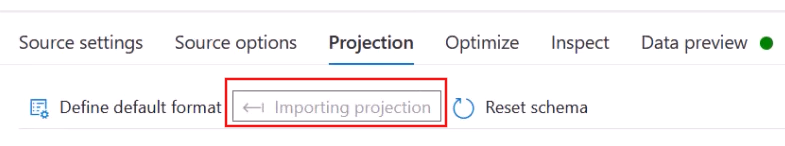 Source settings Source options Projection Optimize Inspect Data preview
Define default format Importing projection Reset schema